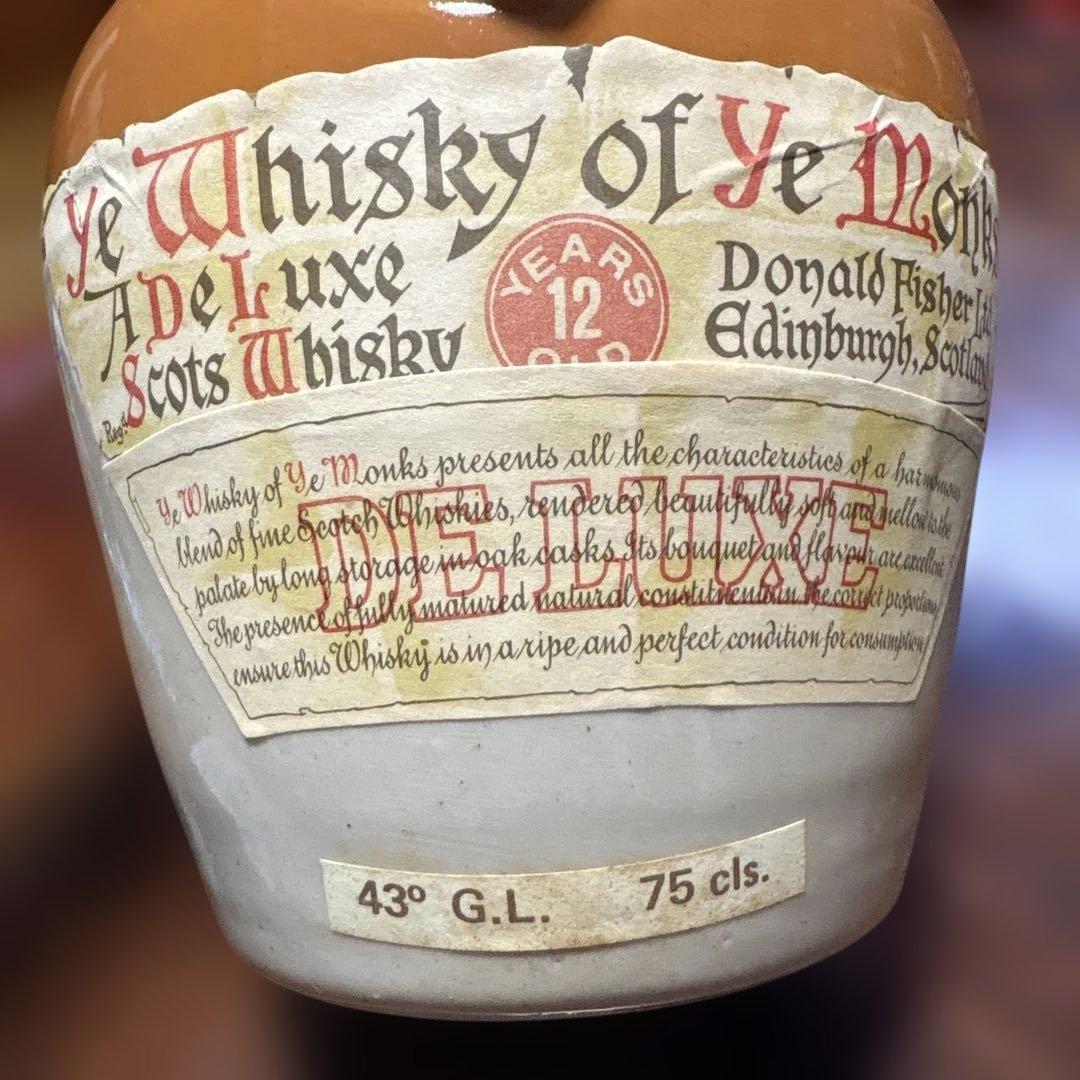 Ye Whisky of Ye Monks
A De Luxe
Scots Whisky
YEARS
12
OLD
Donald Fisher Ltd.
Edinburgh, Scotland
Regd.
Ye Whisky of Ye Monks presents all the characteristics of a harmonious
blend of fine Scotch Whiskies, rendered beautifully soft and mellow to the
palate by long storage in oak casks. Its bouquet and flavour are excellent
The presence of fully matured natural constituents in the correct proportions
ensure this Whisky is in a ripe and perfect condition for consumption
DE LUXE
43º G.L. 75 cls.